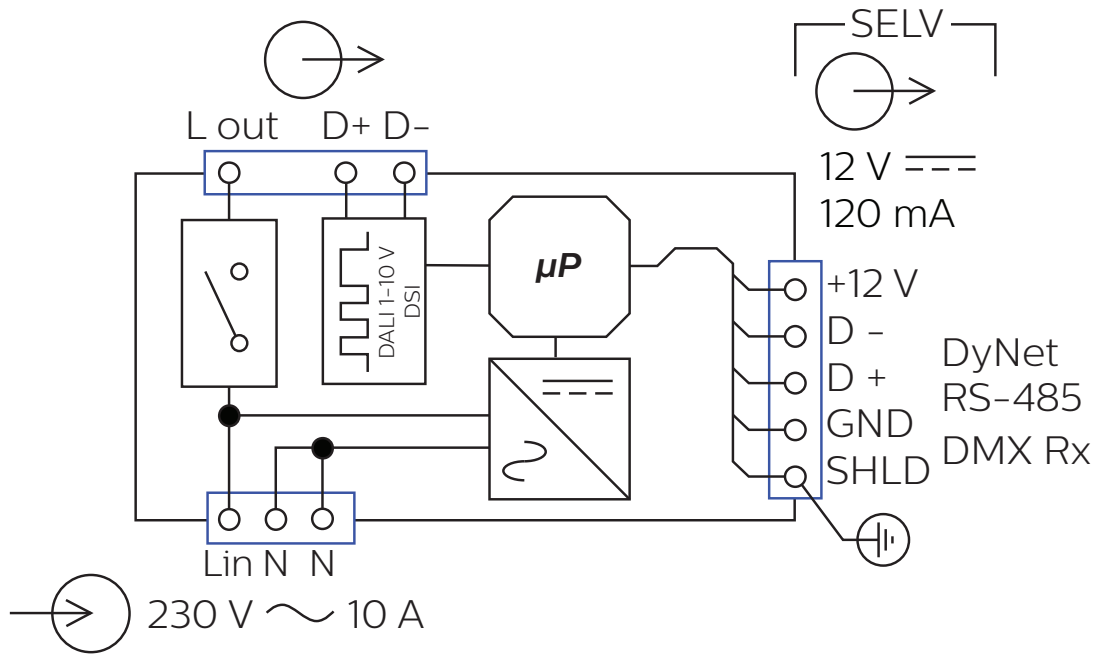 SELV
L out D+ D-
12 V
120 mA
µP
DALI 1-10 V
DSI
+12 V
D -
D +
GND
SHLD
DyNet
RS-485
DMX Rx
Lin N N
230 V 10 A